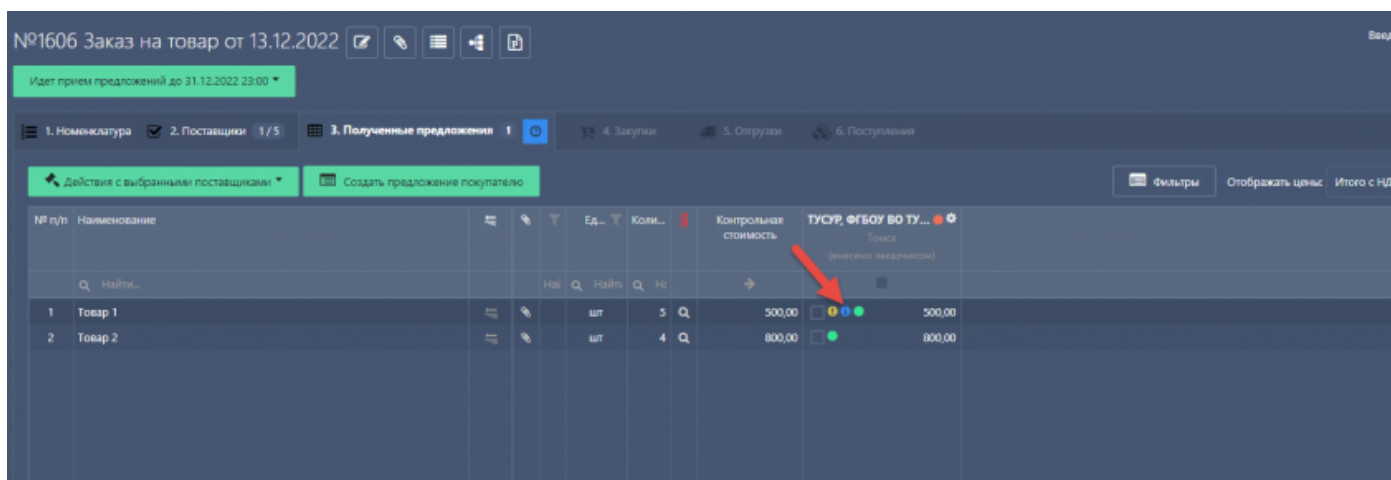 №1606 Заказ на товар от 13.12.2022
Введ
Идет прием предложений до 31.12.2022 23:00
1. Номенклатура 2. Поставщики 1/5 3. Полученные предложения 1 4. Закупки 5. Отгрузки 6. Поступления
Действия с выбранными поставщиками Создать предложение покупателю Фильтры Отображать цены: Итого с НД
№ п/п Наименование Ед... Коли... Контрольная стоимость ТУСУР, ФГБОУ ВО ТУ...
Томск
(внесено заказчиком)
Найти... Най Найти На
1 Товар 1 шт 5 500,00 500,00
2 Товар 2 шт 4 800,00 800,00